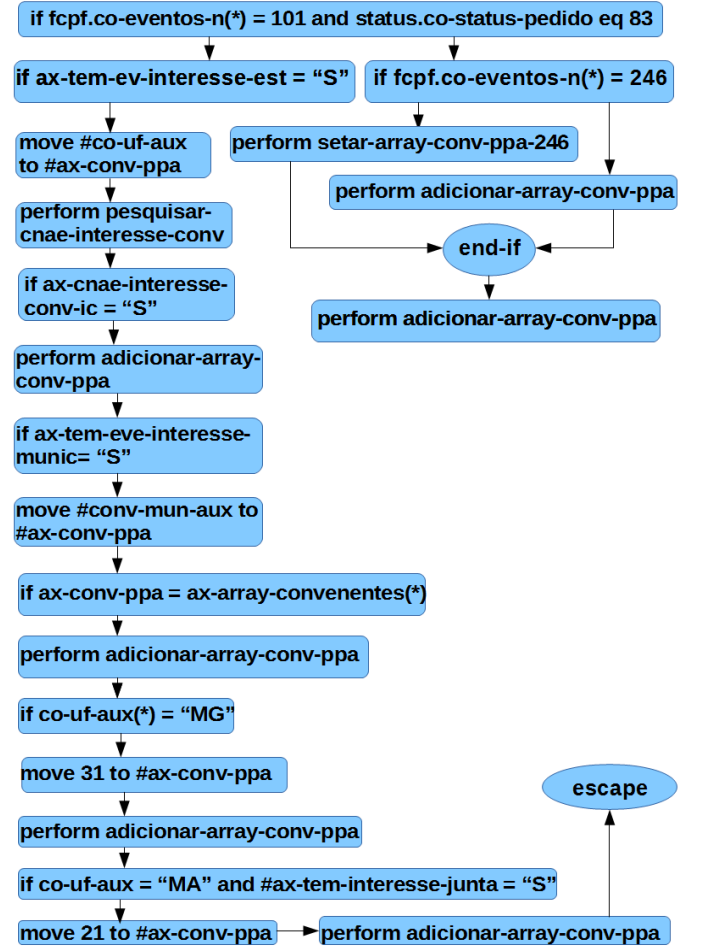 if fcpf.co-eventos-n(*) = 101 and status.co-status-pedido eq 83
if ax-tem-ev-interesse-est = “S”
if fcpf.co-eventos-n(*) = 246
move #co-uf-aux
to #ax-conv-ppa
perform setar-array-conv-ppa-246
perform adicionar-array-conv-ppa
perform pesquisar-
cnae-interesse-conv
end-if
if ax-cnae-interesse-
conv-ic = “S”
perform adicionar-array-conv-ppa
perform adicionar-array-
conv-ppa
if ax-tem-eve-interesse-
munic= “S”
move #conv-mun-aux to
#ax-conv-ppa
if ax-conv-ppa = ax-array-convenentes(*)
perform adicionar-array-conv-ppa
if co-uf-aux(*) = “MG”
move 31 to #ax-conv-ppa
escape
perform adicionar-array-conv-ppa
if co-uf-aux = “MA” and #ax-tem-interesse-junta = “S”
move 21 to #ax-conv-ppa
perform adicionar-array-conv-ppa